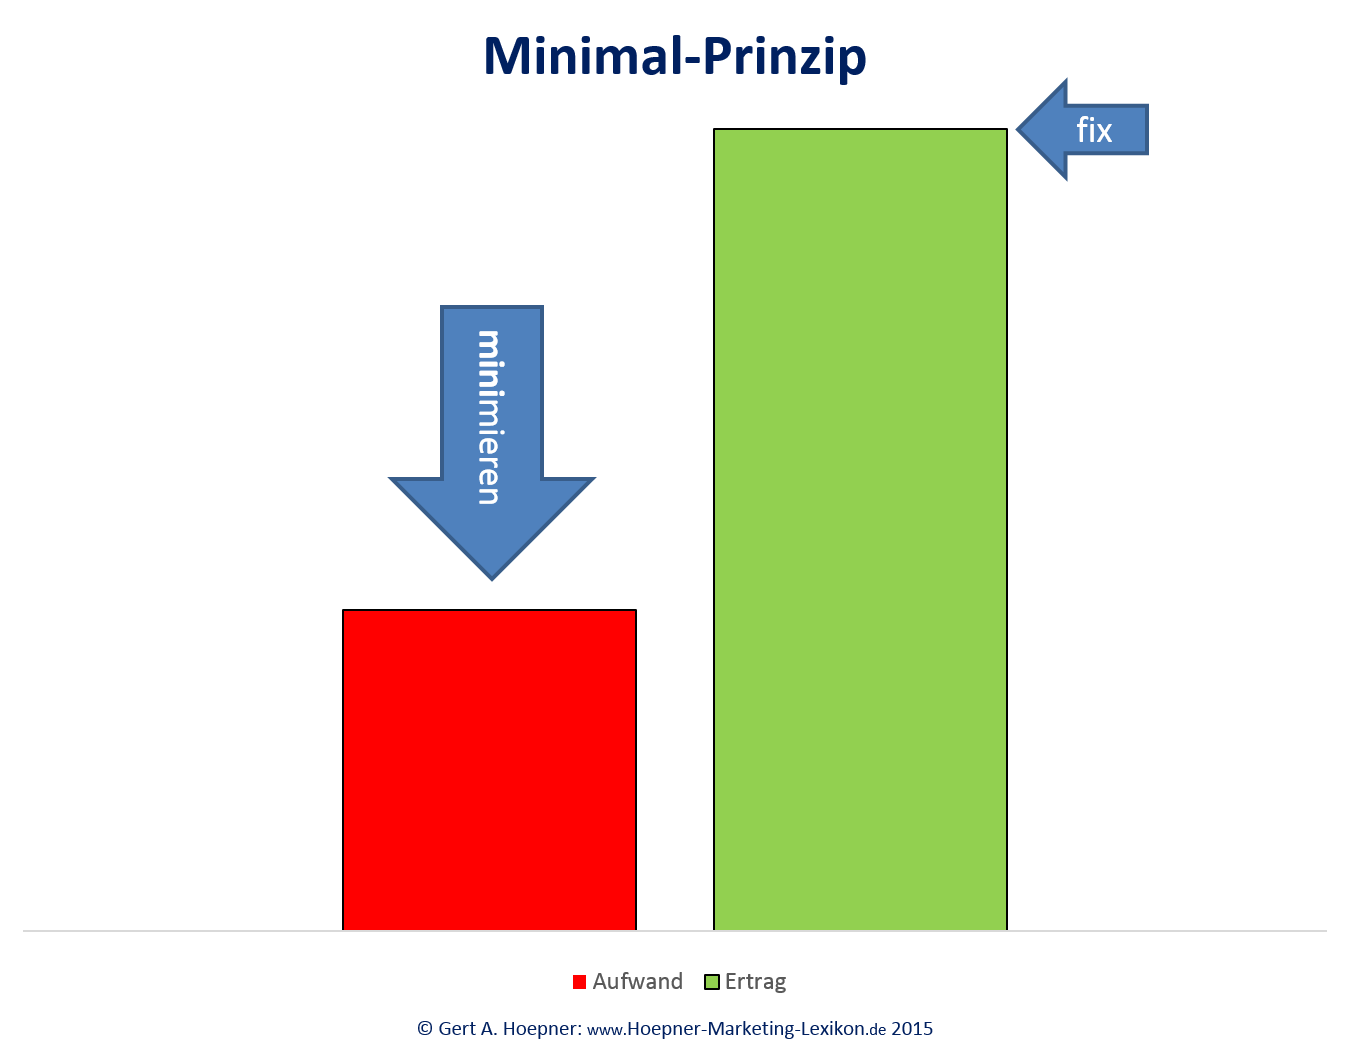 Minimal-Prinzip
fix
minimieren
Aufwand Ertrag
© Gert A. Hoepner: www.Hoepner-Marketing-Lexikon.de 2015